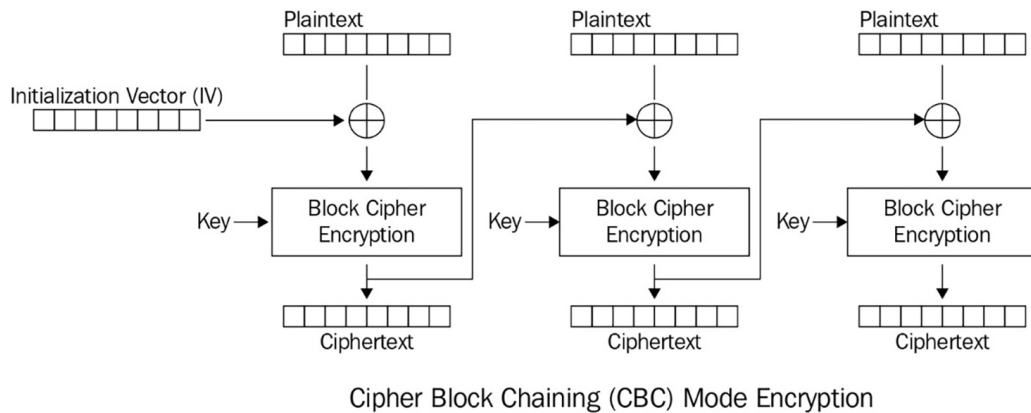 Plaintext
Plaintext
Plaintext
Initialization Vector (IV)
Key
Block Cipher
Encryption
Key
Block Cipher
Encryption
Key
Block Cipher
Encryption
Ciphertext
Ciphertext
Ciphertext
Cipher Block Chaining (CBC) Mode Encryption